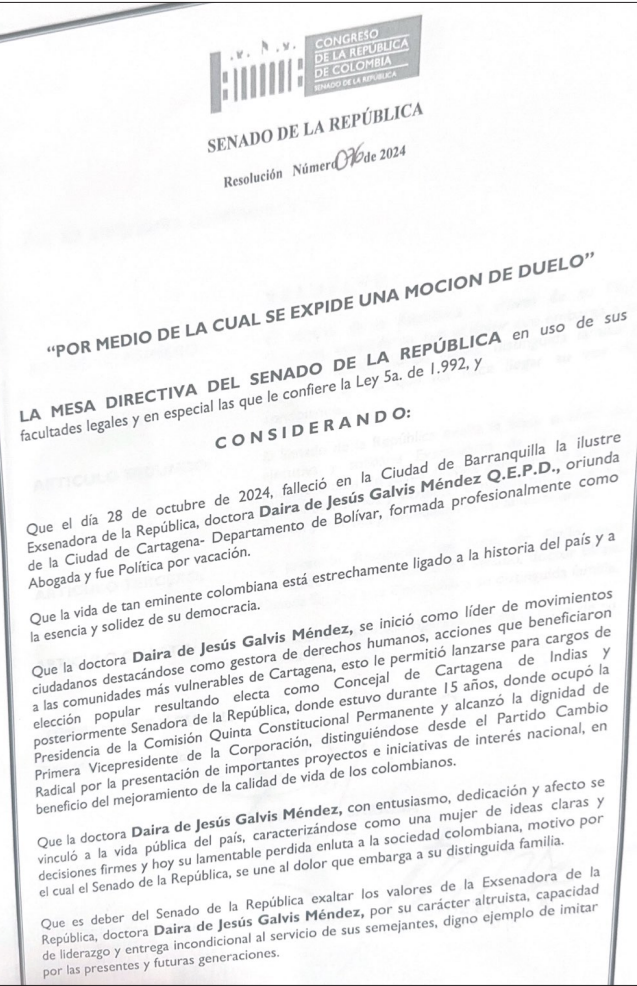 CONGRESO
DE LA REPÚBLICA
DE COLOMBIA
SENADO DE LA REPÚBLICA
SENADO DE LA REPÚBLICA
Resolución Número 076 de 2024
“POR MEDIO DE LA CUAL SE EXPIDE UNA MOCION DE DUELO”
LA MESA DIRECTIVA DEL SENADO DE LA REPÚBLICA en uso de sus
facultades legales y en especial las que le confiere la Ley 5a. de 1.992, y
CONSIDERANDO:
Que el día 28 de octubre de 2024, falleció en la Ciudad de Barranquilla la ilustre
Exsenadora de la República, doctora Daira de Jesús Galvis Méndez Q.E.P.D., oriunda
de la Ciudad de Cartagena- Departamento de Bolívar, formada profesionalmente como
Abogada y fue Política por vacación.
Que la vida de tan eminente colombiana está estrechamente ligado a la historia del país y a
la esencia y solidez de su democracia.
Que la doctora Daira de Jesús Galvis Méndez, se inició como líder de movimientos
ciudadanos destacándose como gestora de derechos humanos, acciones que beneficiaron
a las comunidades más vulnerables de Cartagena, esto le permitió lanzarse para cargos de
elección popular resultando electa como Concejal de Cartagena de Indias y
posteriormente Senadora de la República, donde estuvo durante 15 años, donde ocupó la
Presidencia de la Comisión Quinta Constitucional Permanente y alcanzó la dignidad de
Primera Vicepresidente de la Corporación, distinguiéndose desde el Partido Cambio
Radical por la presentación de importantes proyectos e iniciativas de interés nacional, en
beneficio del mejoramiento de la calidad de vida de los colombianos.
Que la doctora Daira de Jesús Galvis Méndez, con entusiasmo, dedicación y afecto se
vinculó a la vida pública del país, caracterizándose como una mujer de ideas claras y
decisiones firmes y hoy su lamentable perdida enluta a la sociedad colombiana, motivo por
el cual el Senado de la República, se une al dolor que embarga a su distinguida familia.
Que es deber del Senado de la República exaltar los valores de la Exsenadora de la
República, doctora Daira de Jesús Galvis Méndez, por su carácter altruista, capacidad
de liderazgo y entrega incondicional al servicio de sus semejantes, digno ejemplo de imitar
por las presentes y futuras generaciones.